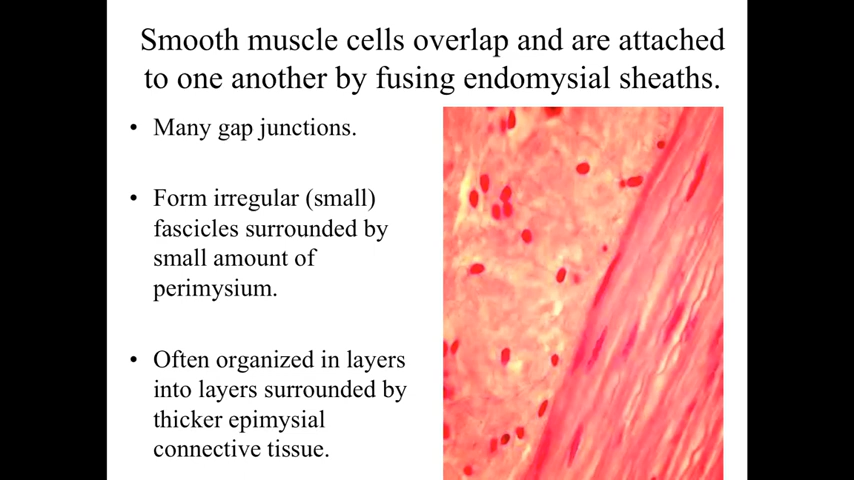 Smooth muscle cells overlap and are attached
to one another by fusing endomysial sheaths.
• Many gap junctions.
• Form irregular (small)
fascicles surrounded by
small amount of
perimysium.
• Often organized in layers
into layers surrounded by
thicker epimysial
connective tissue.